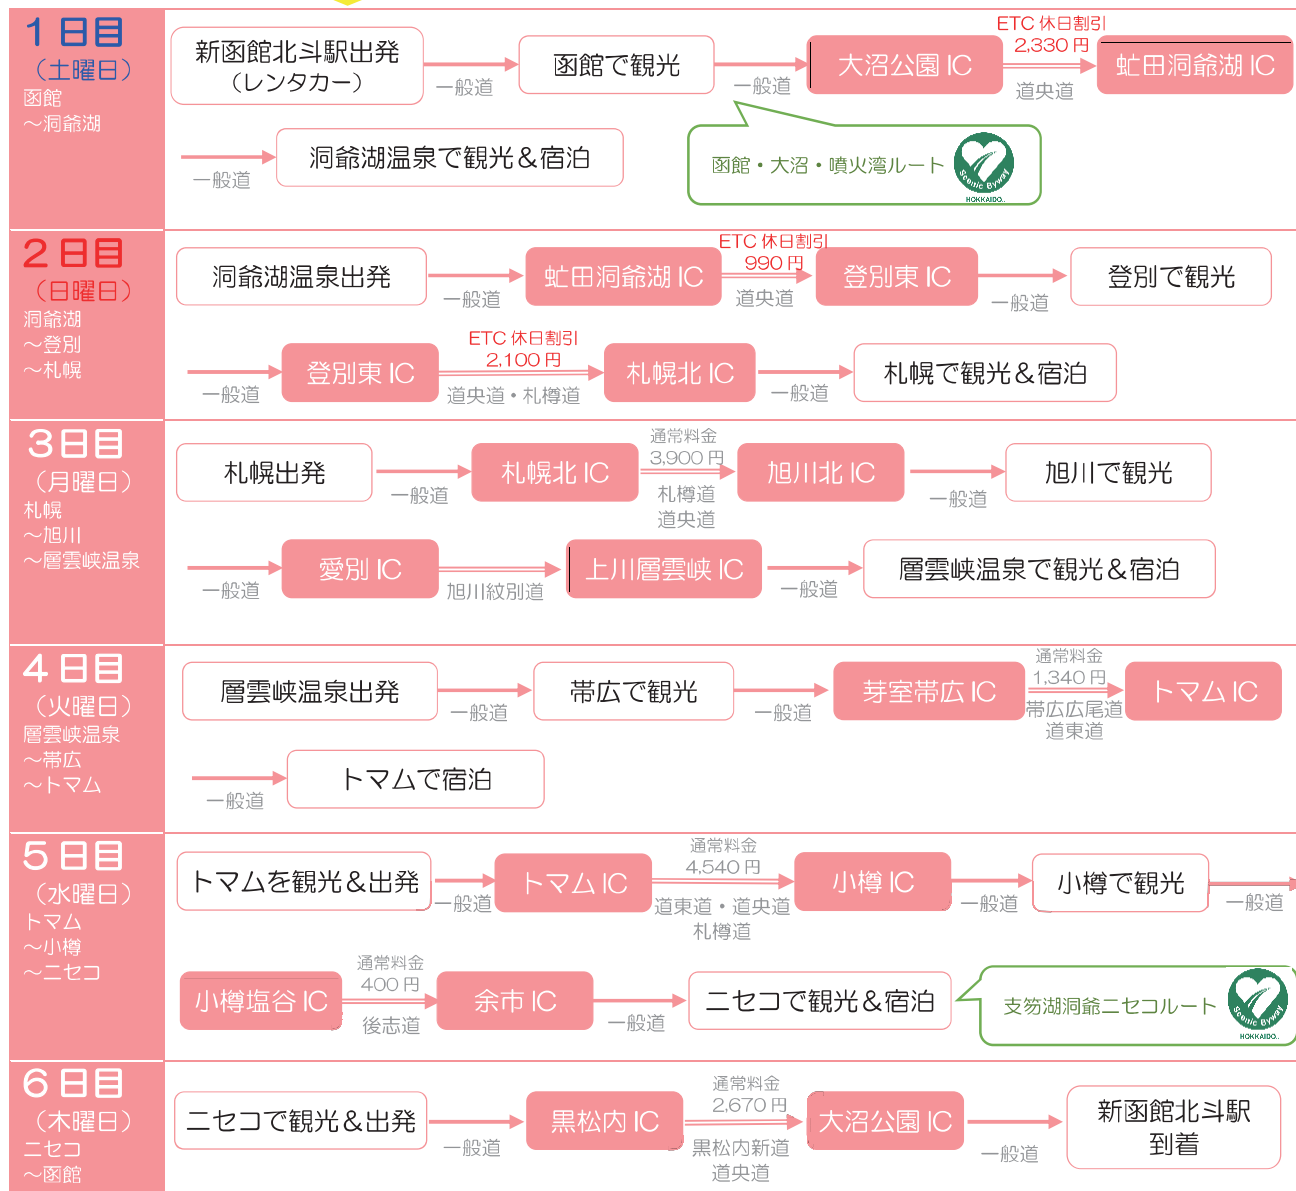 1日目
（土曜日）
函館
～洞爺湖
新函館北斗駅出発
（レンタカー）
一般道
函館で観光
一般道
大沼公園 IC
ETC 休日割引
2,330 円
道央道
虻田洞爺湖 IC
一般道
洞爺湖温泉で観光＆宿泊
函館・大沼・噴火湾ルート
Scenic Byway
HOKKAIDO..
2日目
（日曜日）
洞爺湖
～登別
～札幌
洞爺湖温泉出発
一般道
虻田洞爺湖 IC
ETC 休日割引
990 円
道央道
登別東 IC
一般道
登別で観光
一般道
登別東 IC
ETC 休日割引
2,100 円
道央道・札樽道
札幌北 IC
一般道
札幌で観光＆宿泊
3日目
（月曜日）
札幌
～旭川
～層雲峡温泉
札幌出発
一般道
札幌北 IC
通常料金
3,900 円
札樽道
道央道
旭川北 IC
一般道
旭川で観光
一般道
愛別 IC
旭川紋別道
上川層雲峡 IC
一般道
層雲峡温泉で観光＆宿泊
4日目
（火曜日）
層雲峡温泉
～帯広
～トマム
層雲峡温泉出発
一般道
帯広で観光
一般道
芽室帯広 IC
通常料金
1,340 円
帯広広尾道
道東道
トマム IC
一般道
トマムで宿泊
5日目
（水曜日）
トマム
～小樽
～ニセコ
トマムを観光＆出発
一般道
トマム IC
通常料金
4,540 円
道東道・道央道
札樽道
小樽 IC
一般道
小樽で観光
一般道
小樽塩谷 IC
通常料金
400 円
後志道
余市 IC
一般道
ニセコで観光＆宿泊
支笏湖洞爺ニセコルート
Scenic Byway
HOKKAIDO..
6日目
（木曜日）
ニセコ
～函館
ニセコで観光＆出発
一般道
黒松内 IC
通常料金
2,670 円
黒松内新道
道央道
大沼公園 IC
一般道
新函館北斗駅
到着